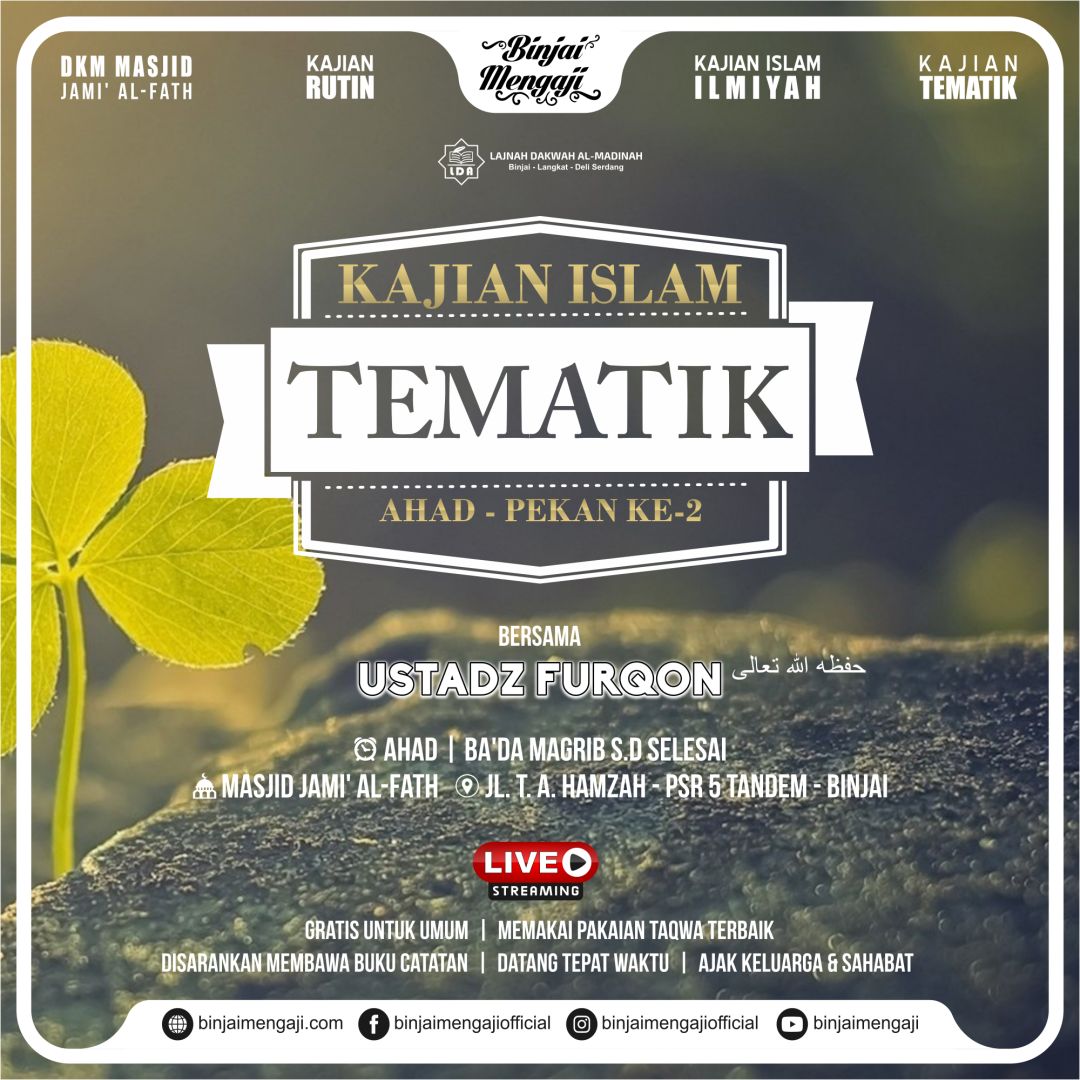 DKM MASJID
JAMI' AL-FATH
KAJIAN
RUTIN
Binjai
Mengaji
KAJIAN ISLAM
ILMIYAH
KAJIAN
TEMATIK
LDA
LAJNAH DAKWAH AL-MADINAH
Binjai - Langkat - Deli Serdang
KAJIAN ISLAM
TEMATIK
AHAD - PEKAN KE-2
BERSAMA
USTADZ FURQON حفظه الله تعالى
AHAD | BA'DA MAGRIB S.D SELESAI
MASJID JAMI' AL-FATH JL. T. A. HAMZAH - PSR 5 TANDEM - BINJAI
LIVE
STREAMING
GRATIS UNTUK UMUM | MEMAKAI PAKAIAN TAQWA TERBAIK
DISARANKAN MEMBAWA BUKU CATATAN | DATANG TEPAT WAKTU | AJAK KELUARGA & SAHABAT
binjaimengaji.com binjaimengajiofficial binjaimengajiofficial binjaimengaji